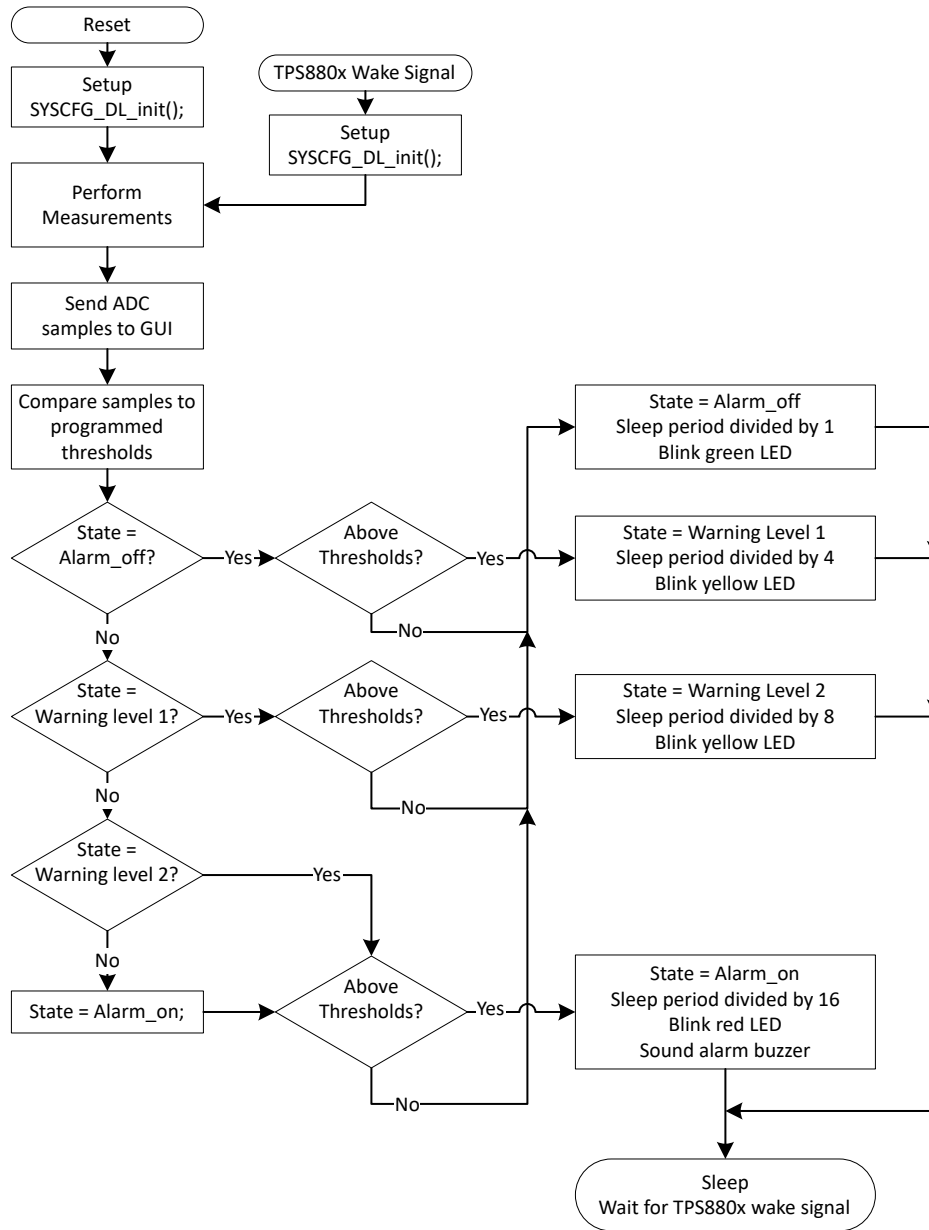 Reset
Setup
SYSCFG_DL_init();
TPS880x Wake Signal
Setup
SYSCFG_DL_init();
Perform
Measurements
Send ADC
samples to GUI
Compare samples to
programmed
thresholds
State =
Alarm_off?
Yes
Above
Thresholds?
Yes
No
No
State = Alarm_off
Sleep period divided by 1
Blink green LED
State = Warning Level 1
Sleep period divided by 4
Blink yellow LED
State =
Warning level 1?
Yes
Above
Thresholds?
Yes
No
No
State = Warning Level 2
Sleep period divided by 8
Blink yellow LED
State =
Warning level 2?
Yes
No
State = Alarm_on;
Above
Thresholds?
Yes
No
State = Alarm_on
Sleep period divided by 16
Blink red LED
Sound alarm buzzer
Sleep
Wait for TPS880x wake signal